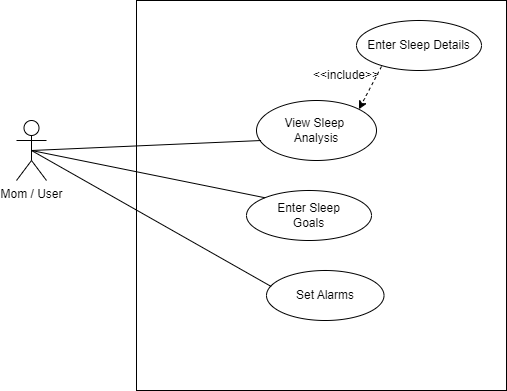 Enter Sleep Details
<<include>>
View Sleep
Analysis
Mom / User
Enter Sleep
Goals
Set Alarms